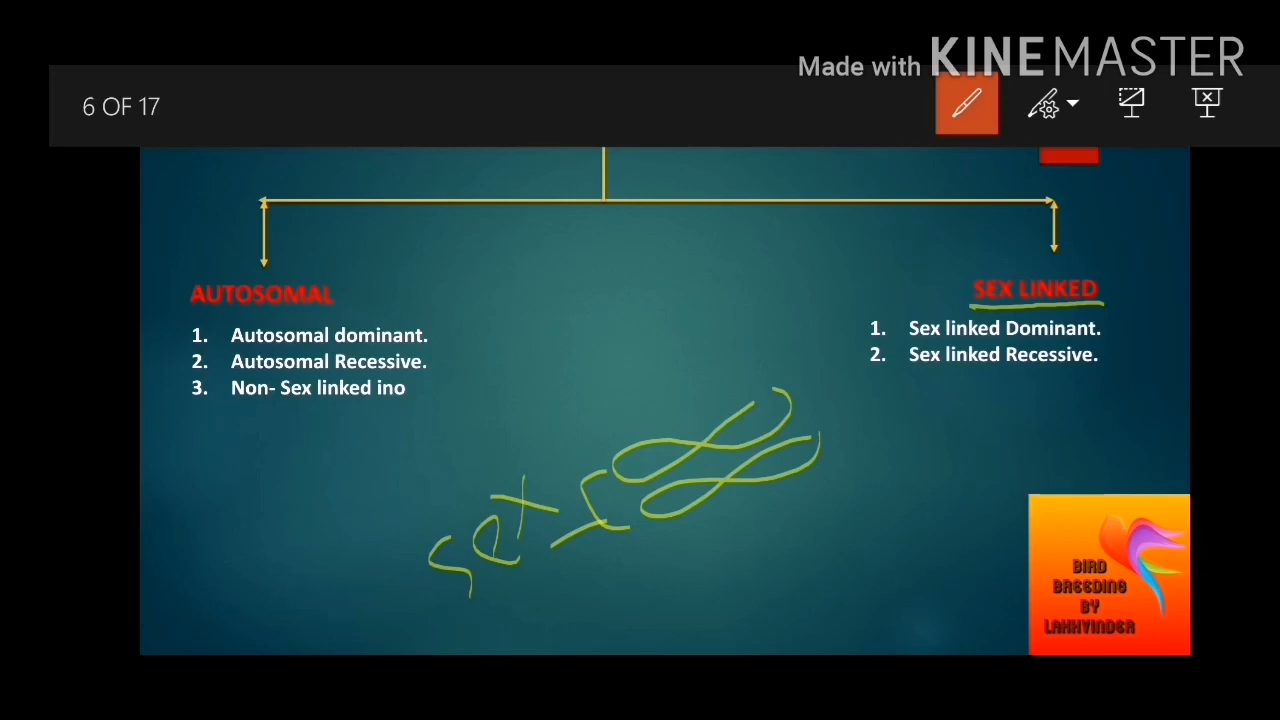 Made with KINEMASTER
6 OF 17
AUTOSOMAL
1. Autosomal dominant.
2. Autosomal Recessive.
3. Non- Sex linked ino
SEX LINKED
1. Sex linked Dominant.
2. Sex linked Recessive.
sex
BIRD
BREEDING
BY
LAKHVINDER